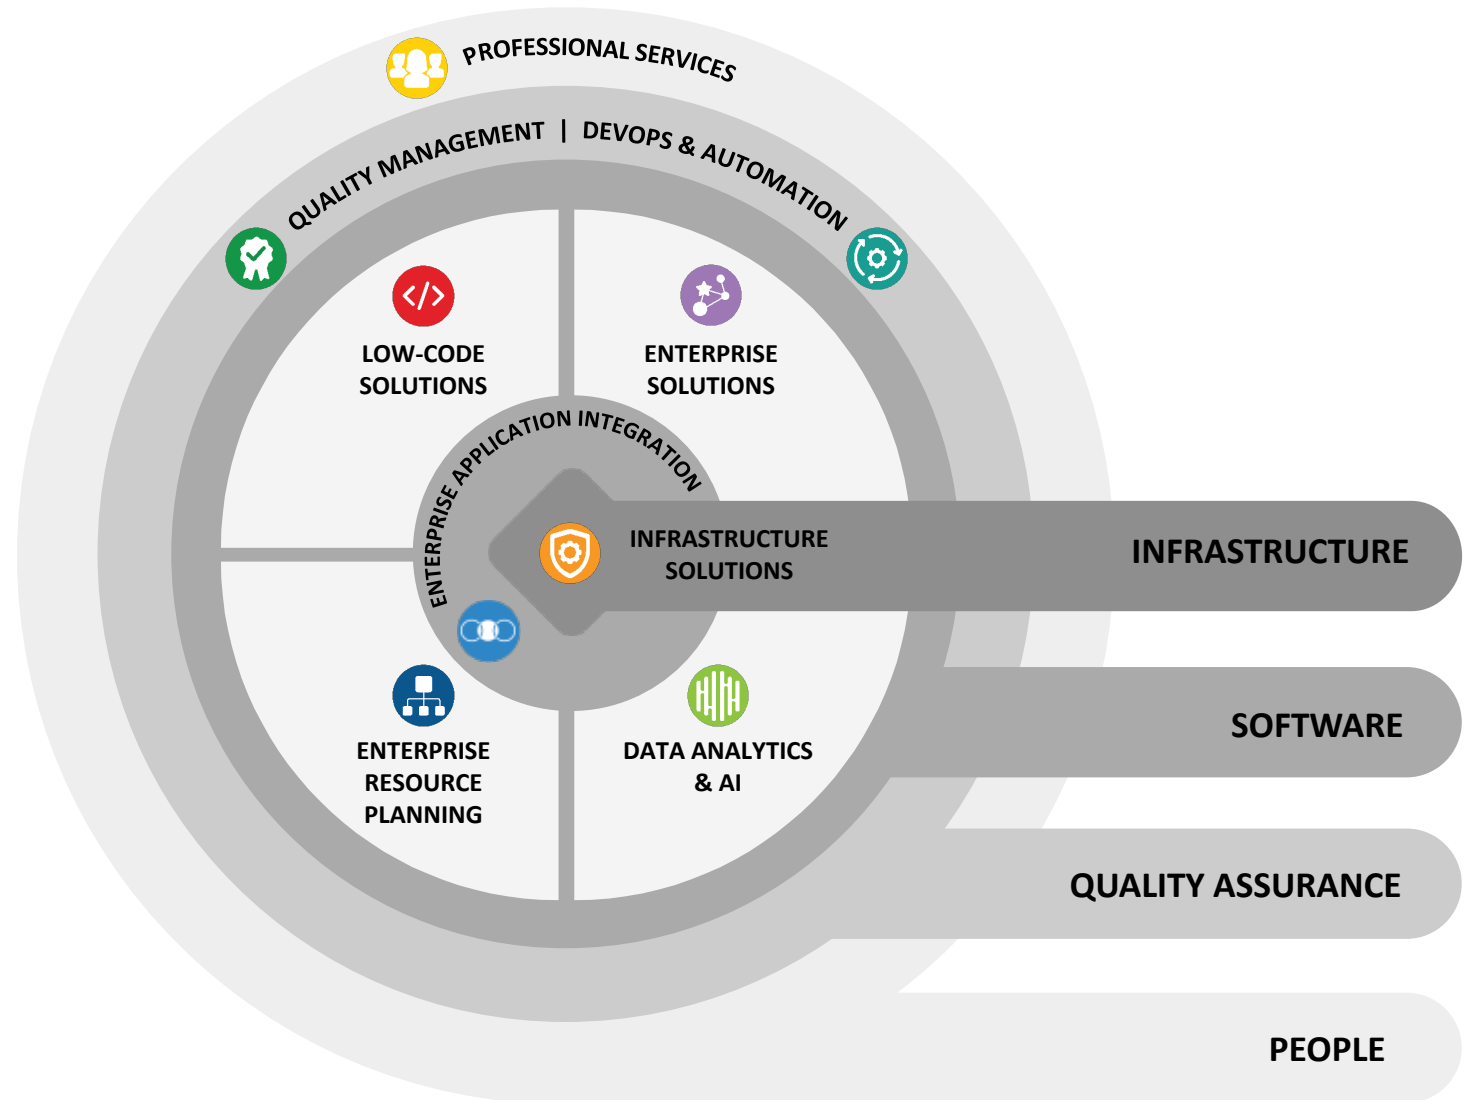 PROFESSIONAL SERVICES
QUALITY MANAGEMENT | DEVOPS & AUTOMATION
LOW-CODE
SOLUTIONS
ENTERPRISE
SOLUTIONS
ENTERPRISE APPLICATION INTEGRATION
INFRASTRUCTURE
SOLUTIONS
INFRASTRUCTURE
ENTERPRISE
RESOURCE
PLANNING
DATA ANALYTICS
& AI
SOFTWARE
QUALITY ASSURANCE
PEOPLE